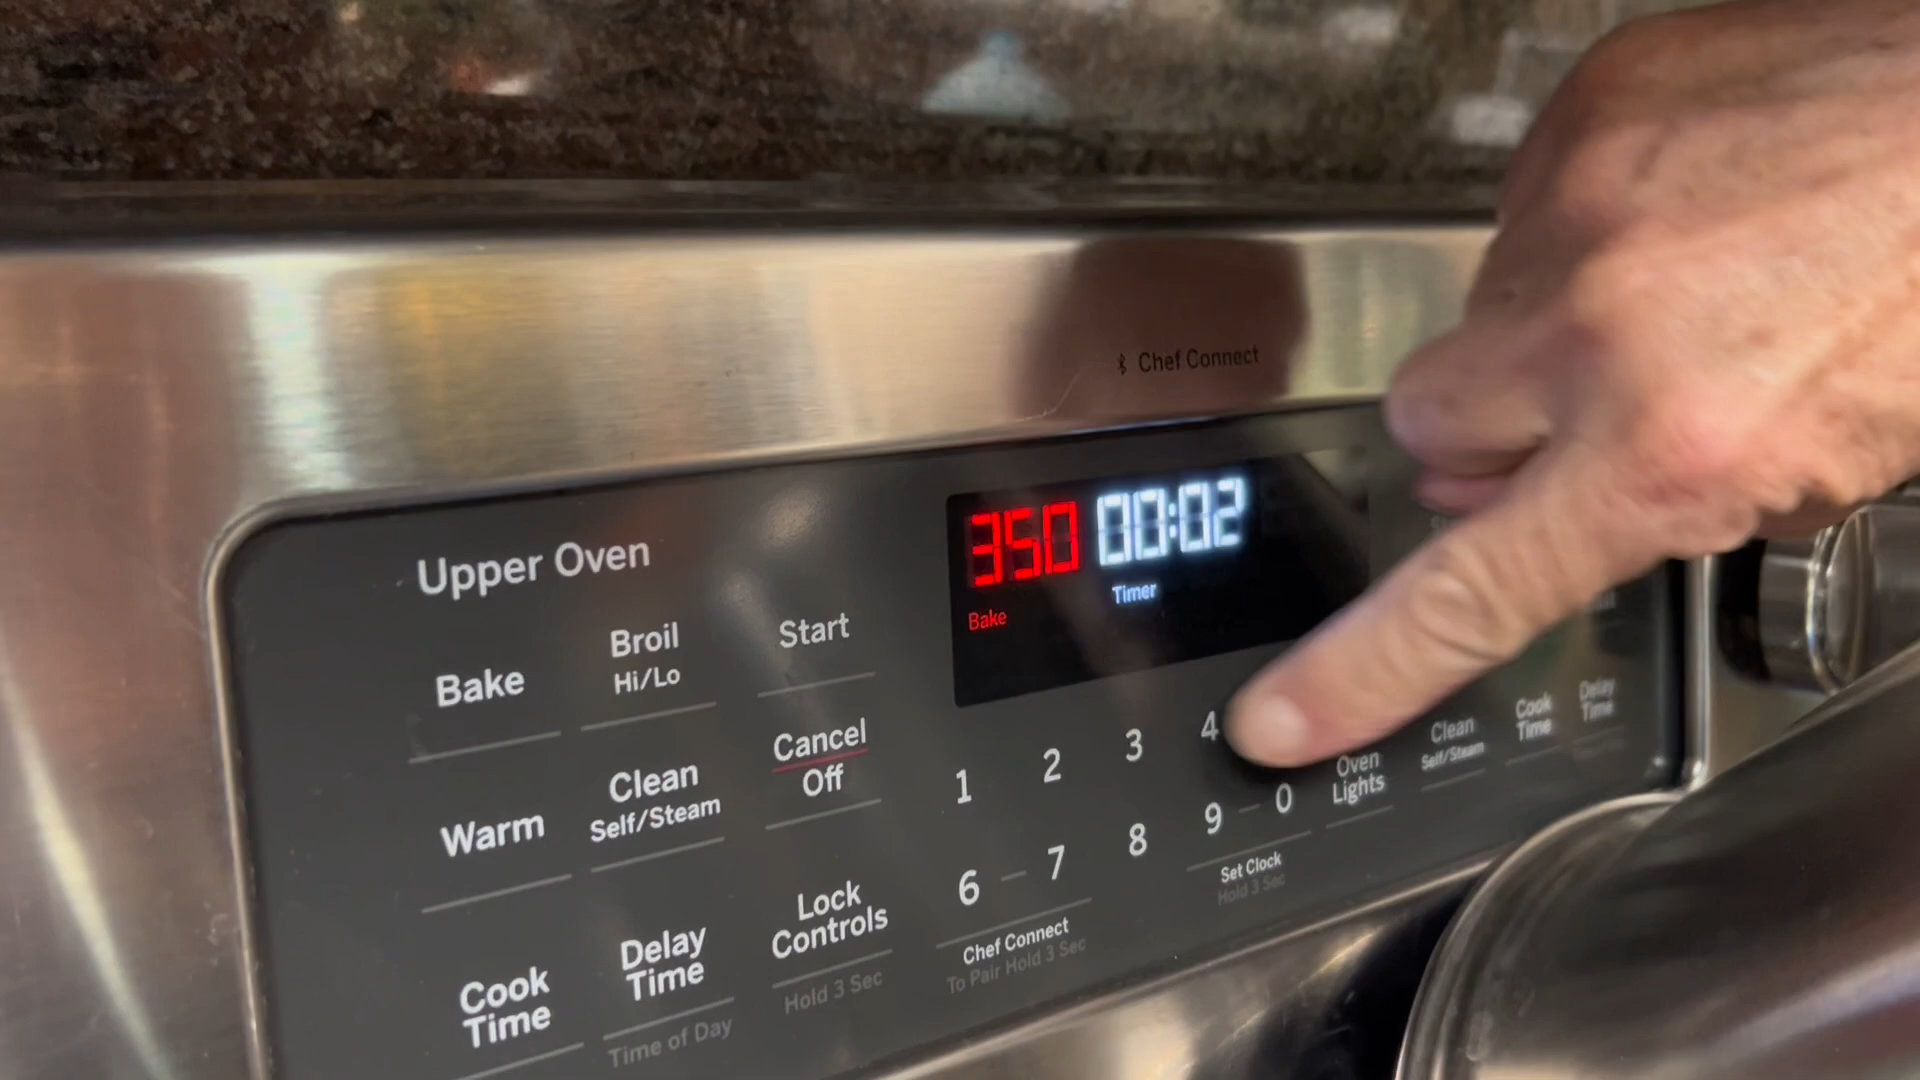 Chef Connect
350 00:02
Bake
Timer
Upper Oven
Bake
Broil
Hi/Lo
Start
Warm
Clean
Self/Steam
Cancel
Off
Cook
Time
Delay
Time
Time of Day
Lock
Controls
Hold 3 Sec
1 2 3 4
6 - 7 8 9 - 0
Chef Connect
To Pair Hold 3 Sec
Set Clock
Hold 3 Sec
Oven
Lights
Clean
Self/Steam
Cook
Time
Delay
Time